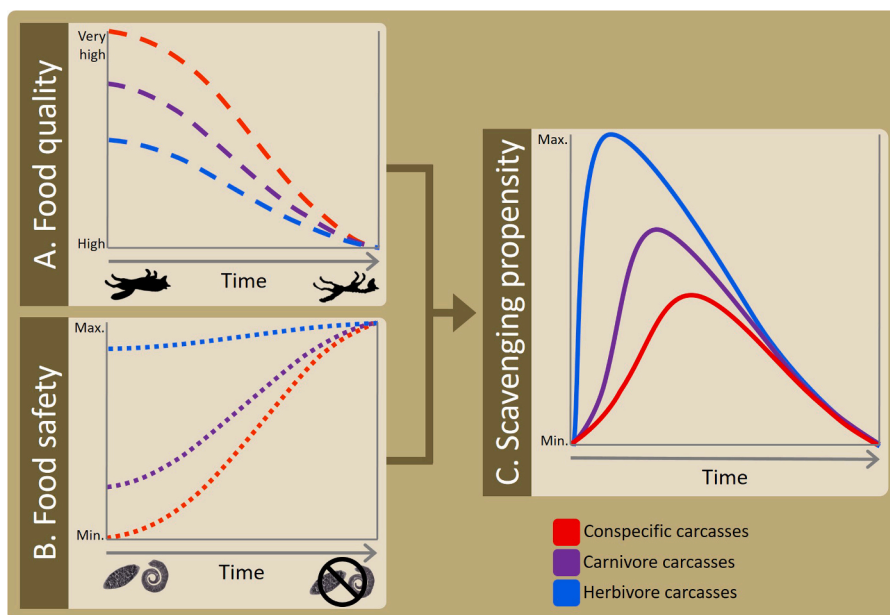 A. Food quality
Very
high
High
Time
B. Food safety
Max.
Min.
Time
C. Scavenging propensity
Max.
Min.
Time
Conspecific carcasses
Carnivore carcasses
Herbivore carcasses